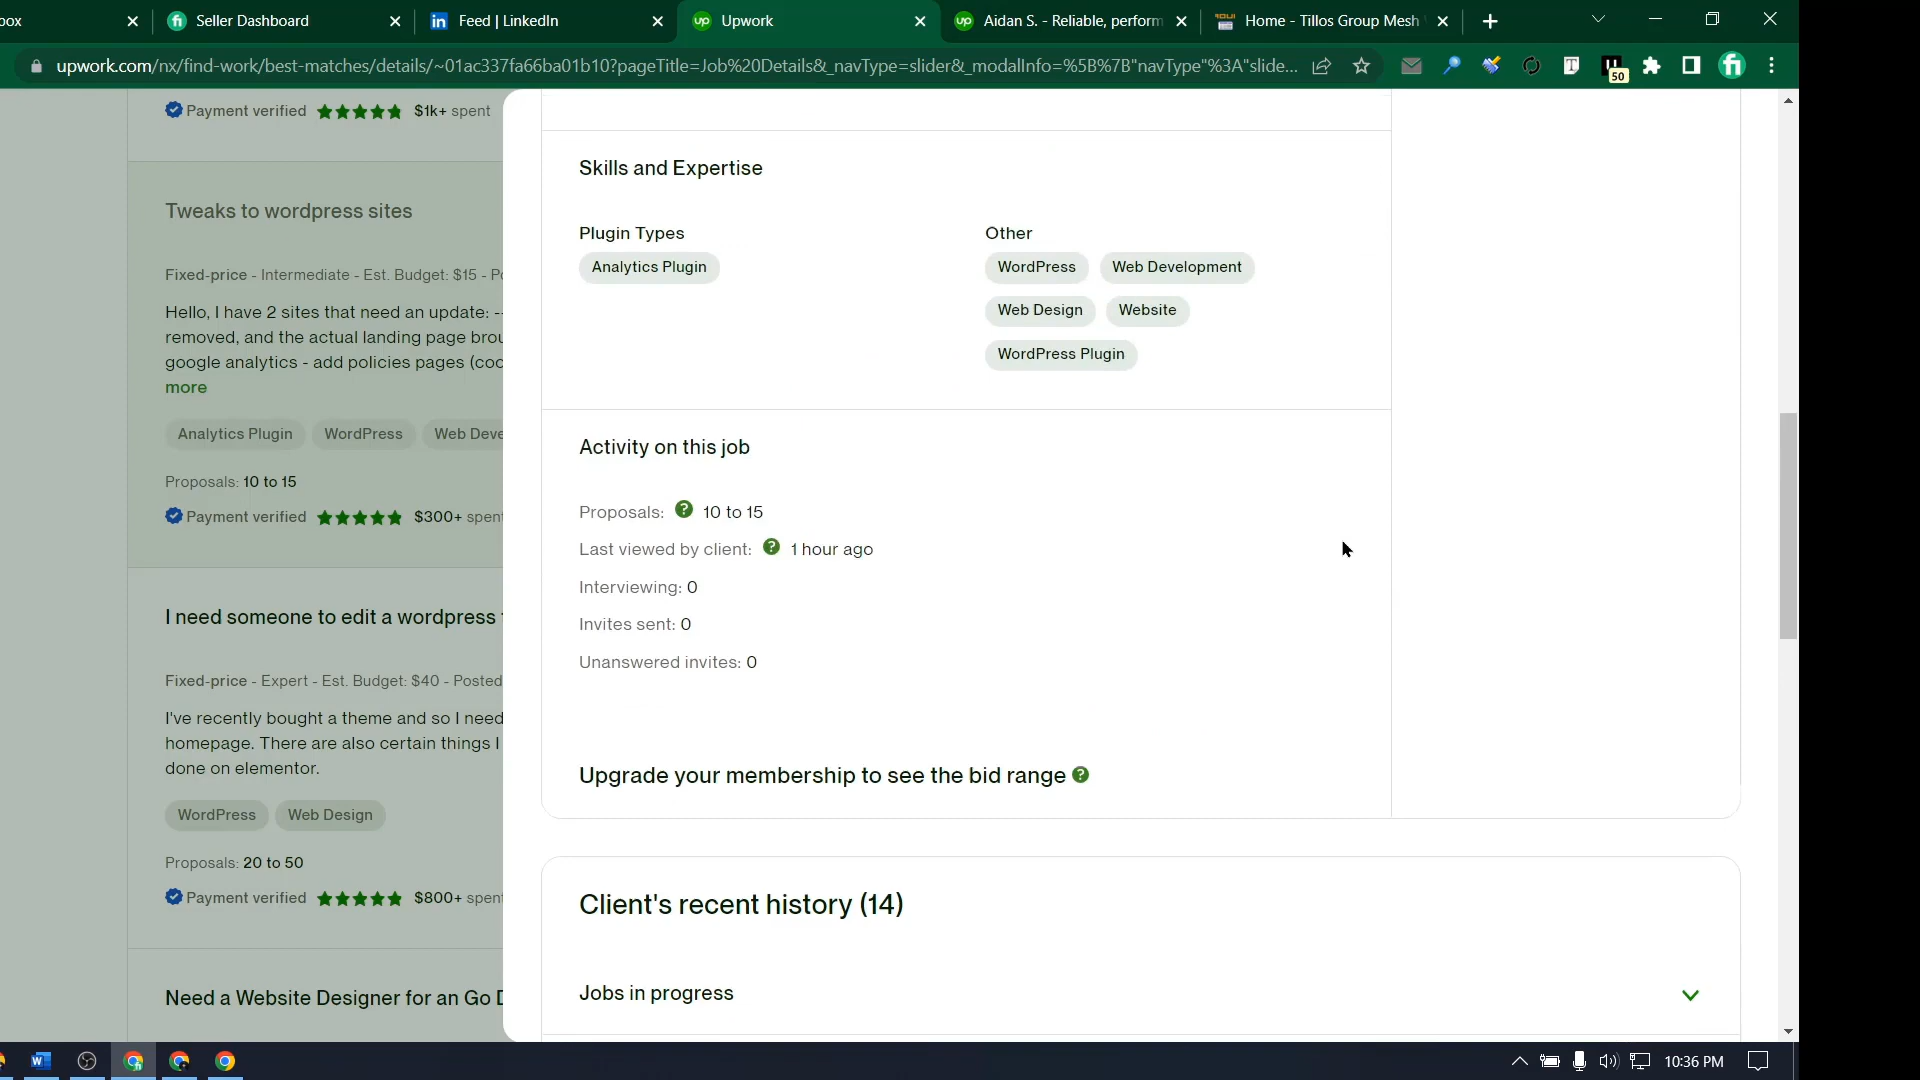 ox
Seller Dashboard
Feed | LinkedIn
Upwork
Aidan S. - Reliable, perform
Home - Tillos Group Mesh
upwork.com/nx/find-work/best-matches/details/~01ac337fa66ba01b10?pageTitle=Job%20Details&_navType=slider&_modalInfo=%5B%7B"navType"%3A"slide...
50
Payment verified $1k+ spent
Tweaks to wordpress sites
Fixed-price - Intermediate - Est. Budget: $15 - Po
Hello, I have 2 sites that need an update: --
removed, and the actual landing page brou
google analytics - add policies pages (coo
more
Analytics Plugin WordPress Web Deve
Proposals: 10 to 15
Payment verified $300+ spent
I need someone to edit a wordpress t
Fixed-price - Expert - Est. Budget: $40 - Posted
I've recently bought a theme and so I need
homepage. There are also certain things I
done on elementor.
WordPress Web Design
Proposals: 20 to 50
Payment verified $800+ spent
Need a Website Designer for an Go D
Skills and Expertise
Plugin Types
Analytics Plugin
Other
WordPress Web Development
Web Design Website
WordPress Plugin
Activity on this job
Proposals: ? 10 to 15
Last viewed by client: ? 1 hour ago
Interviewing: 0
Invites sent: 0
Unanswered invites: 0
Upgrade your membership to see the bid range ?
Client's recent history (14)
Jobs in progress
10:36 PM